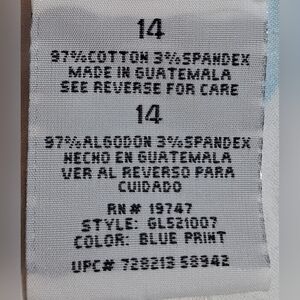 14
97%COTTON 3%SPANDEX
MADE IN GUATEMALA
SEE REVERSE FOR CARE
14
97%ALGODON 3%SPANDEX
HECHO EN GUATEMALA
VER AL REVERSO PARA
CUIDADO
RN# 19747
STYLE: GL521007
COLOR: BLUE PRINT
UPC# 728213 58942